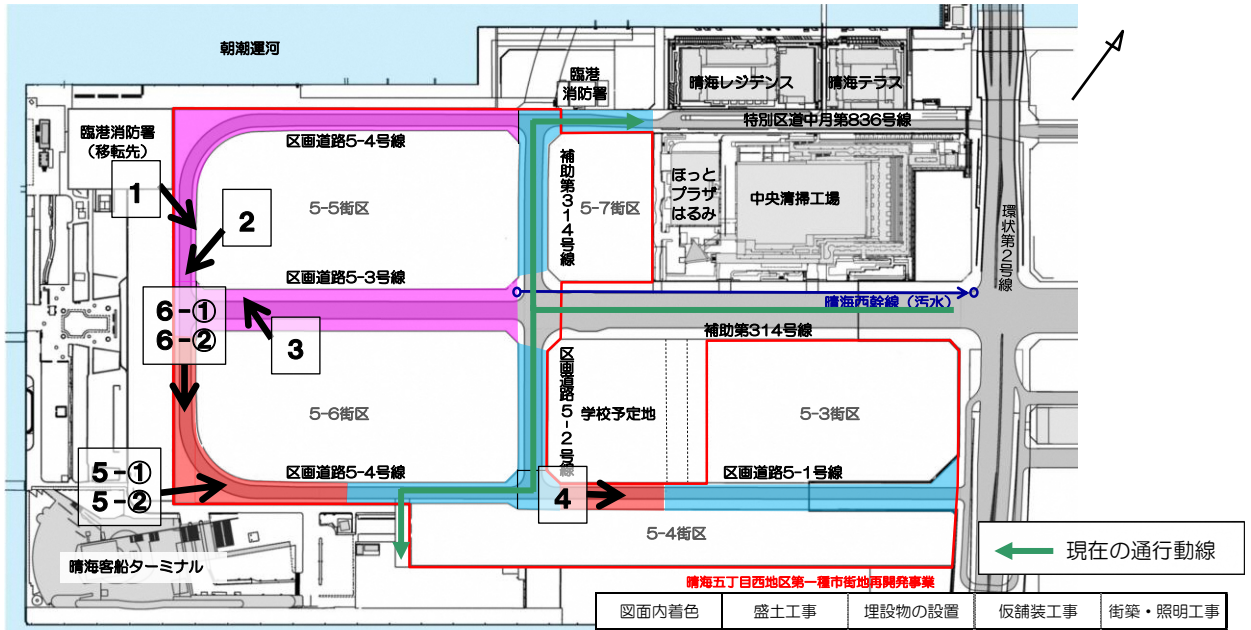 朝潮運河
臨港
消防署
晴海レジデンス
晴海テラス
特別区道中月第836号線
臨港消防署
(移転先)
区画道路5-4号線
補助第314号線
ほっと
プラザ
はるみ
中央清掃工場
環状第2号線
1
2
5-5街区
5-7街区
区画道路5-3号線
晴海西幹線(汚水)
6-①
6-②
3
補助第314号線
区画道路5-2号線
5-6街区
学校予定地
5-3街区
5-①
5-②
区画道路5-4号線
4
区画道路5-1号線
5-4街区
晴海客船ターミナル
現在の通行動線
晴海五丁目西地区第一種市街地再開発事業
図面内着色 盛土工事 埋設物の設置 仮舗装工事 街築・照明工事